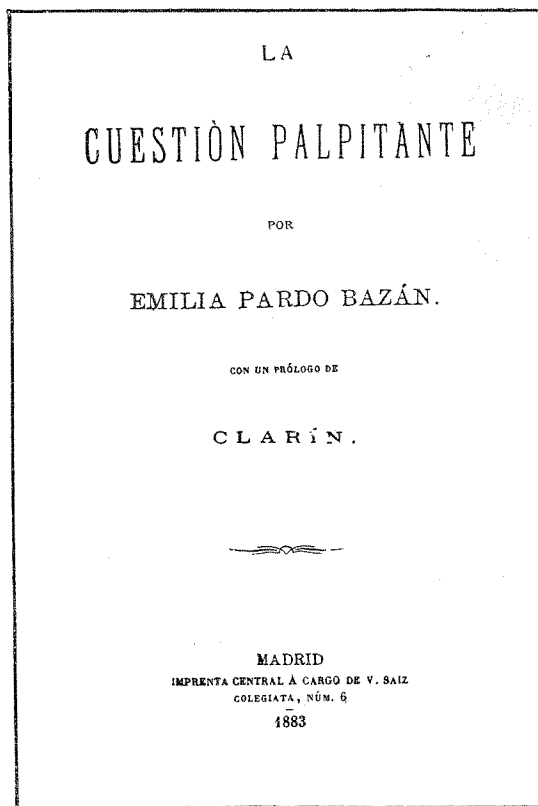 LA
CUESTIÒN PALPITANTE
POR
EMILIA PARDO BAZÁN.
CON UN PRÓLOGO DE
CLARÍN.
MADRID
IMPRENTA CENTRAL Á CARGO DE V. SAIZ
COLEGIATA, NÚM. 6
1883